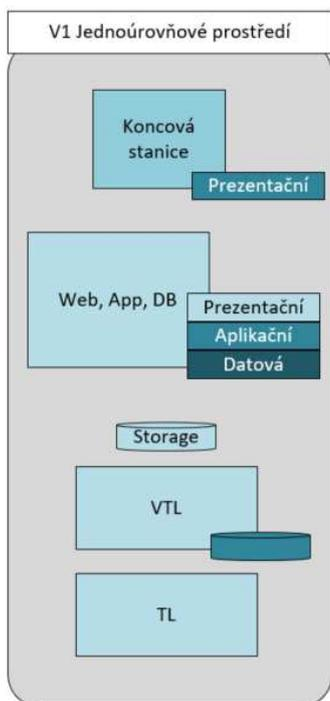 V1 Jednoúrovňové prostředí
Koncová
stanice
Prezentační
Web, App, DB
Prezentační
Aplikační
Datová
Storage
VTL
TL